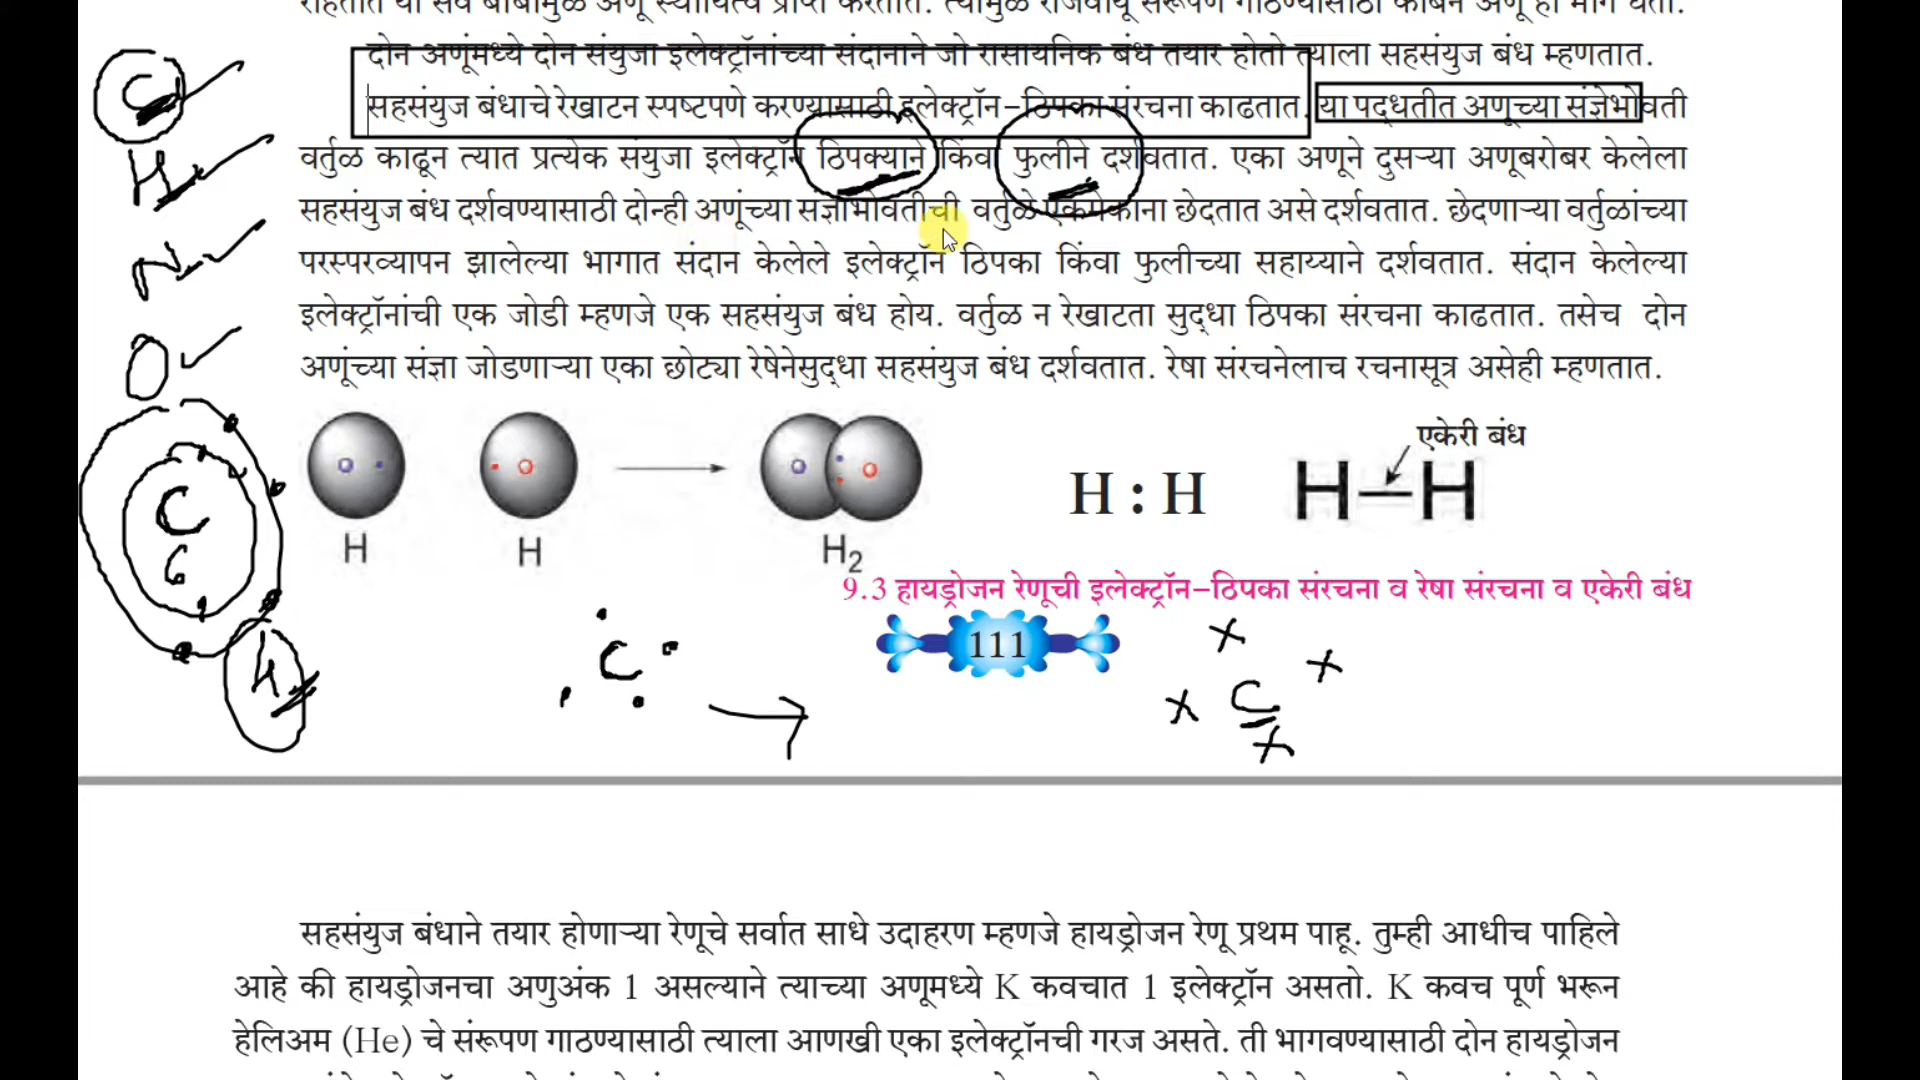 दोन अणूंमध्ये दोन संयुजा इलेक्ट्रॉनांच्या संदानाने जो रासायनिक बंध तयार होतो त्याला सहसंयुज बंध म्हणतात.
सहसंयुज बंधाचे रेखाटन स्पष्टपणे करण्यासाठी इलेक्ट्रॉन-ठिपका संरचना काढतात. या पद्धतीत अणूच्या संज्ञेभोवती
वर्तुळ काढून त्यात प्रत्येक संयुजा इलेक्ट्रॉन ठिपक्याने किंवा फुलीने दर्शवतात. एका अणूने दुसऱ्या अणूबरोबर केलेला
सहसंयुज बंध दर्शवण्यासाठी दोन्ही अणूंच्या संज्ञाभोवतीची वर्तुळे एकमेकांना छेदतात असे दर्शवतात. छेदणाऱ्या वर्तुळांच्या
परस्परव्यापन झालेल्या भागात संदान केलेले इलेक्ट्रॉन ठिपका किंवा फुलीच्या सहाय्याने दर्शवतात. संदान केलेल्या
इलेक्ट्रॉनांची एक जोडी म्हणजे एक सहसंयुज बंध होय. वर्तुळ न रेखाटता सुद्धा ठिपका संरचना काढतात. तसेच दोन
अणूंच्या संज्ञा जोडणाऱ्या एका छोट्या रेषेनेसुद्धा सहसंयुज बंध दर्शवतात. रेषा संरचनेलाच रचनासूत्र असेही म्हणतात.
C
H
N
O
C
6
4
एकेरी बंध
H : H
H—H
H
H
H2
9.3 हायड्रोजन रेणूची इलेक्ट्रॉन-ठिपका संरचना व रेषा संरचना व एकेरी बंध
111
C
C
सहसंयुज बंधाने तयार होणाऱ्या रेणूचे सर्वात साधे उदाहरण म्हणजे हायड्रोजन रेणू प्रथम पाहू. तुम्ही आधीच पाहिले
आहे की हायड्रोजनचा अणुअंक 1 असल्याने त्याच्या अणूमध्ये K कवचात 1 इलेक्ट्रॉन असतो. K कवच पूर्ण भरून
हेलिअम (He) चे संरूपण गाठण्यासाठी त्याला आणखी एका इलेक्ट्रॉनची गरज असते. ती भागवण्यासाठी दोन हायड्रोजन